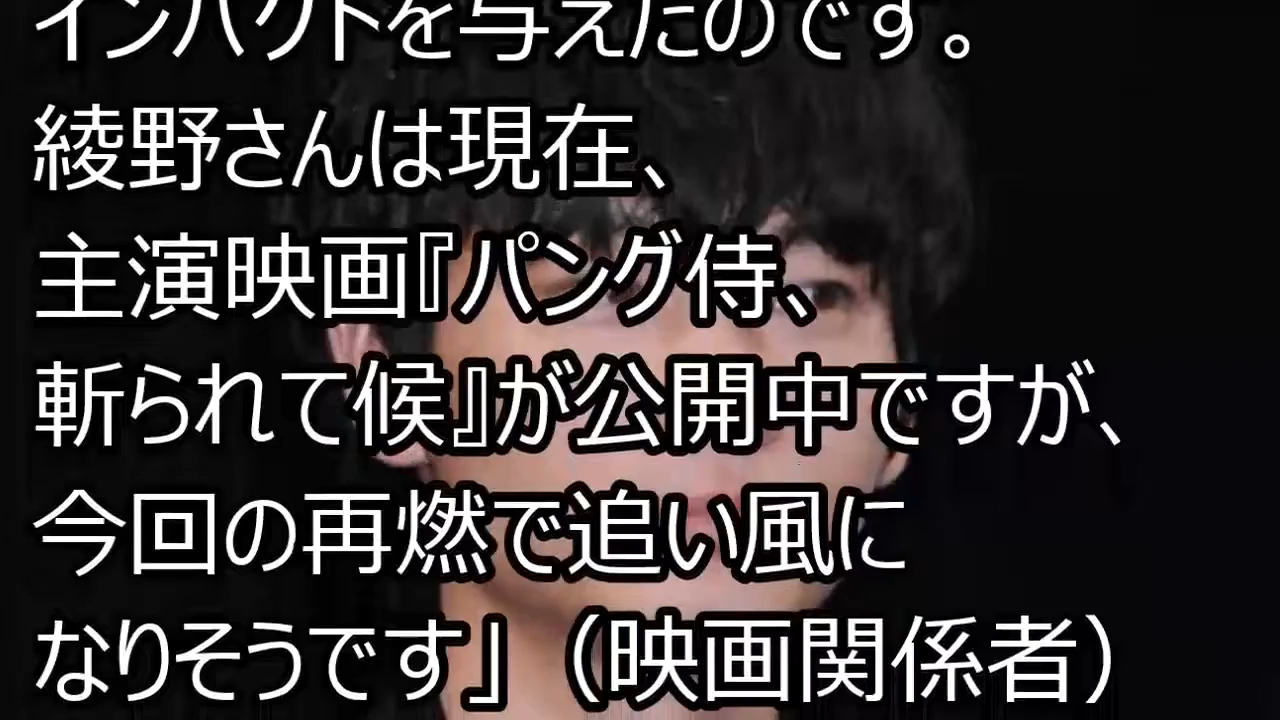 インパクトを与えたのです。
綾野さんは現在、
主演映画『パング侍、
斬られて候』が公開中ですが、
今回の再燃で追い風に
なりそうです」（映画関係者）